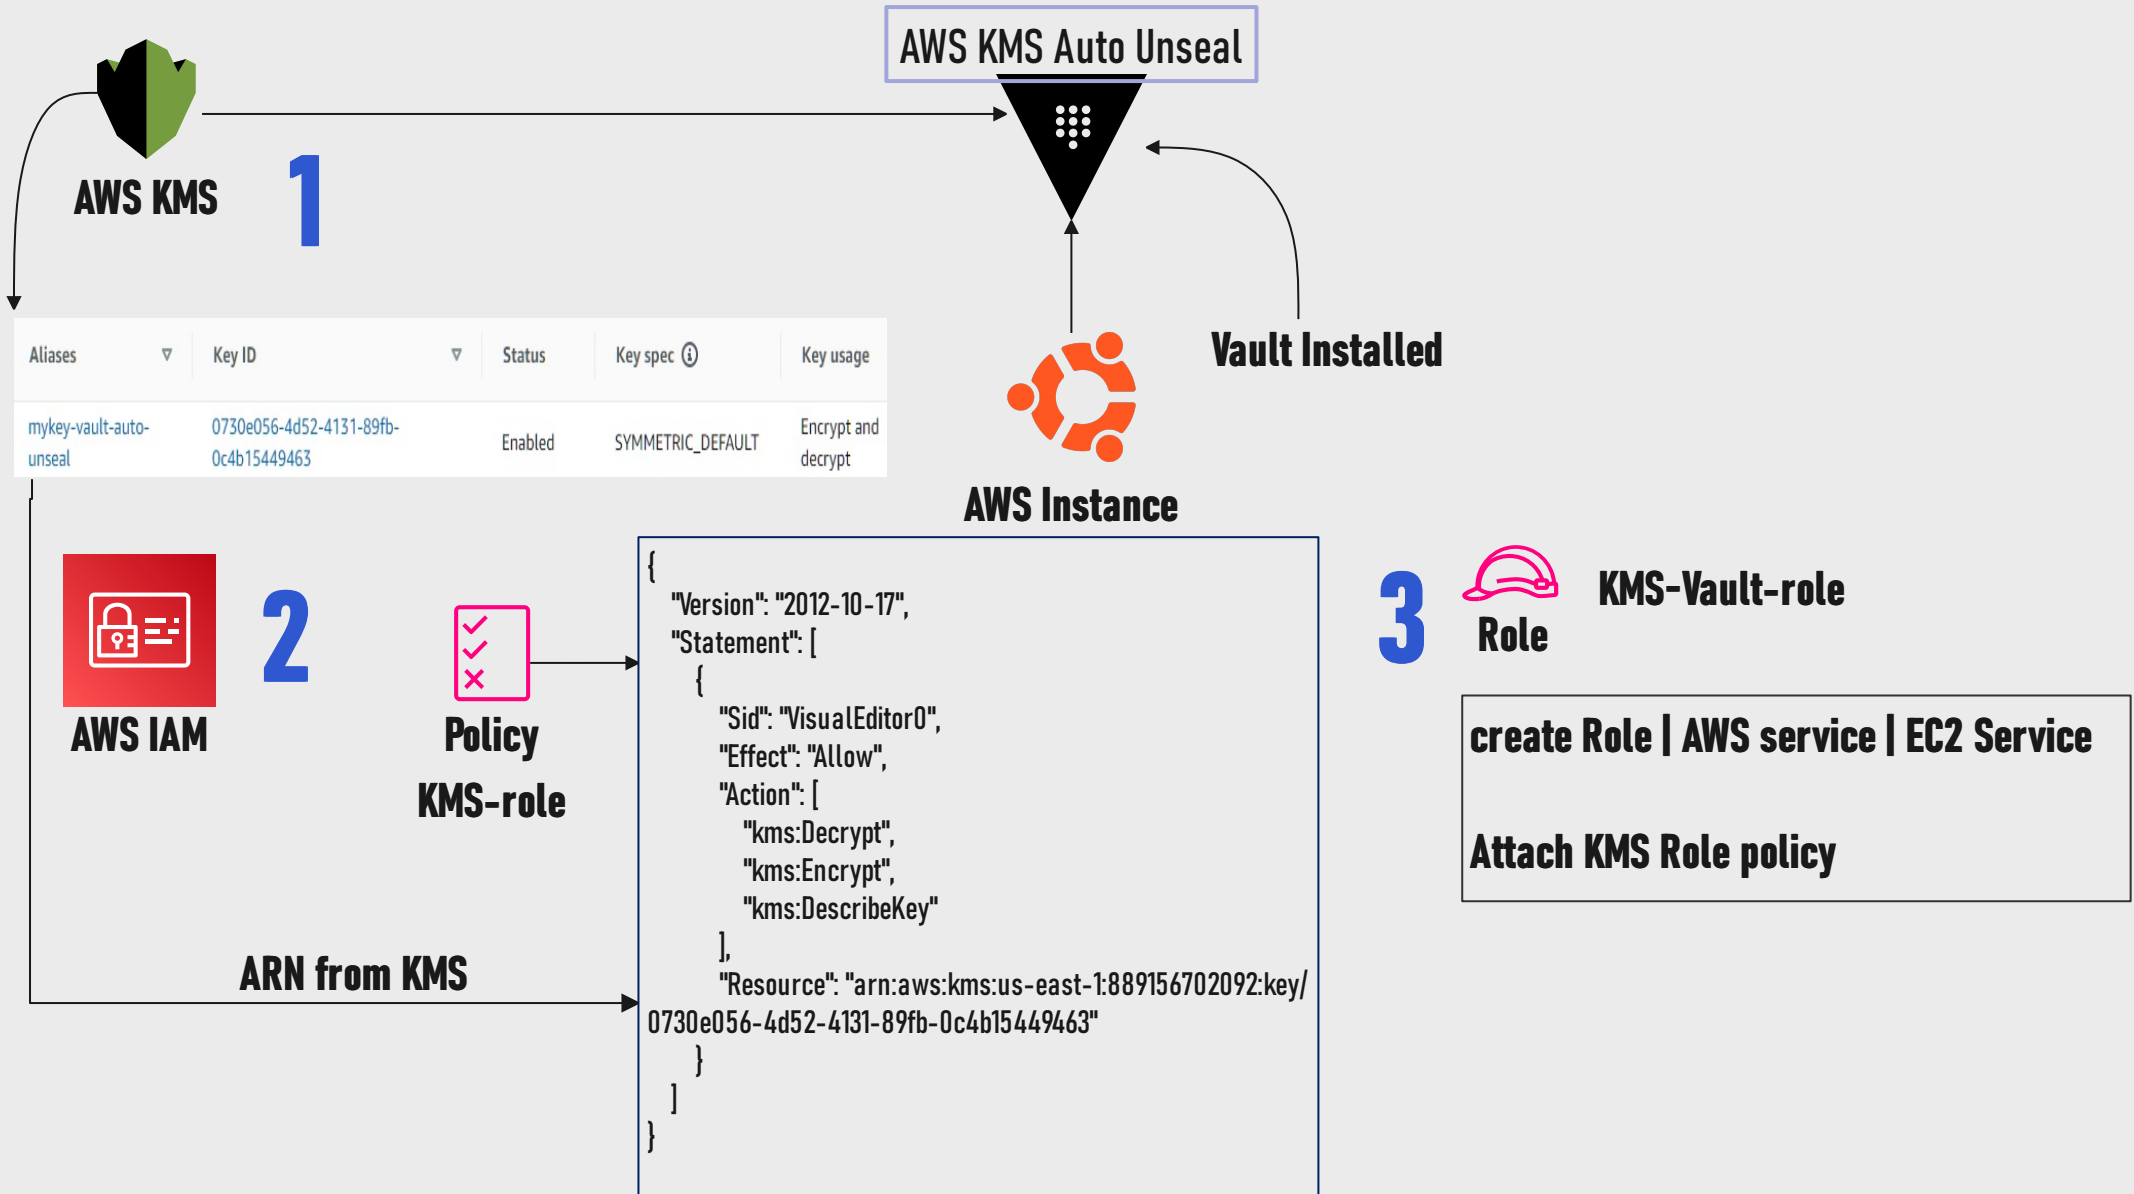 AWS KMS Auto Unseal
AWS KMS
1
Vault Installed
Aliases Key ID Status Key spec Key usage
mykey-vault-auto-
unseal
0730e056-4d52-4131-89fb-
0c4b15449463
Enabled
SYMMETRIC_DEFAULT
Encrypt and
decrypt
AWS Instance
AWS IAM
2
Policy
KMS-role
ARN from KMS
{
"Version": "2012-10-17",
"Statement": [
{
"Sid": "VisualEditor0",
"Effect": "Allow",
"Action": [
"kms:Decrypt",
"kms:Encrypt",
"kms:DescribeKey"
],
"Resource": "arn:aws:kms:us-east-1:889156702092:key/
0730e056-4d52-4131-89fb-0c4b15449463"
}
]
}
3
Role
KMS-Vault-role
create Role | AWS service | EC2 Service
Attach KMS Role policy